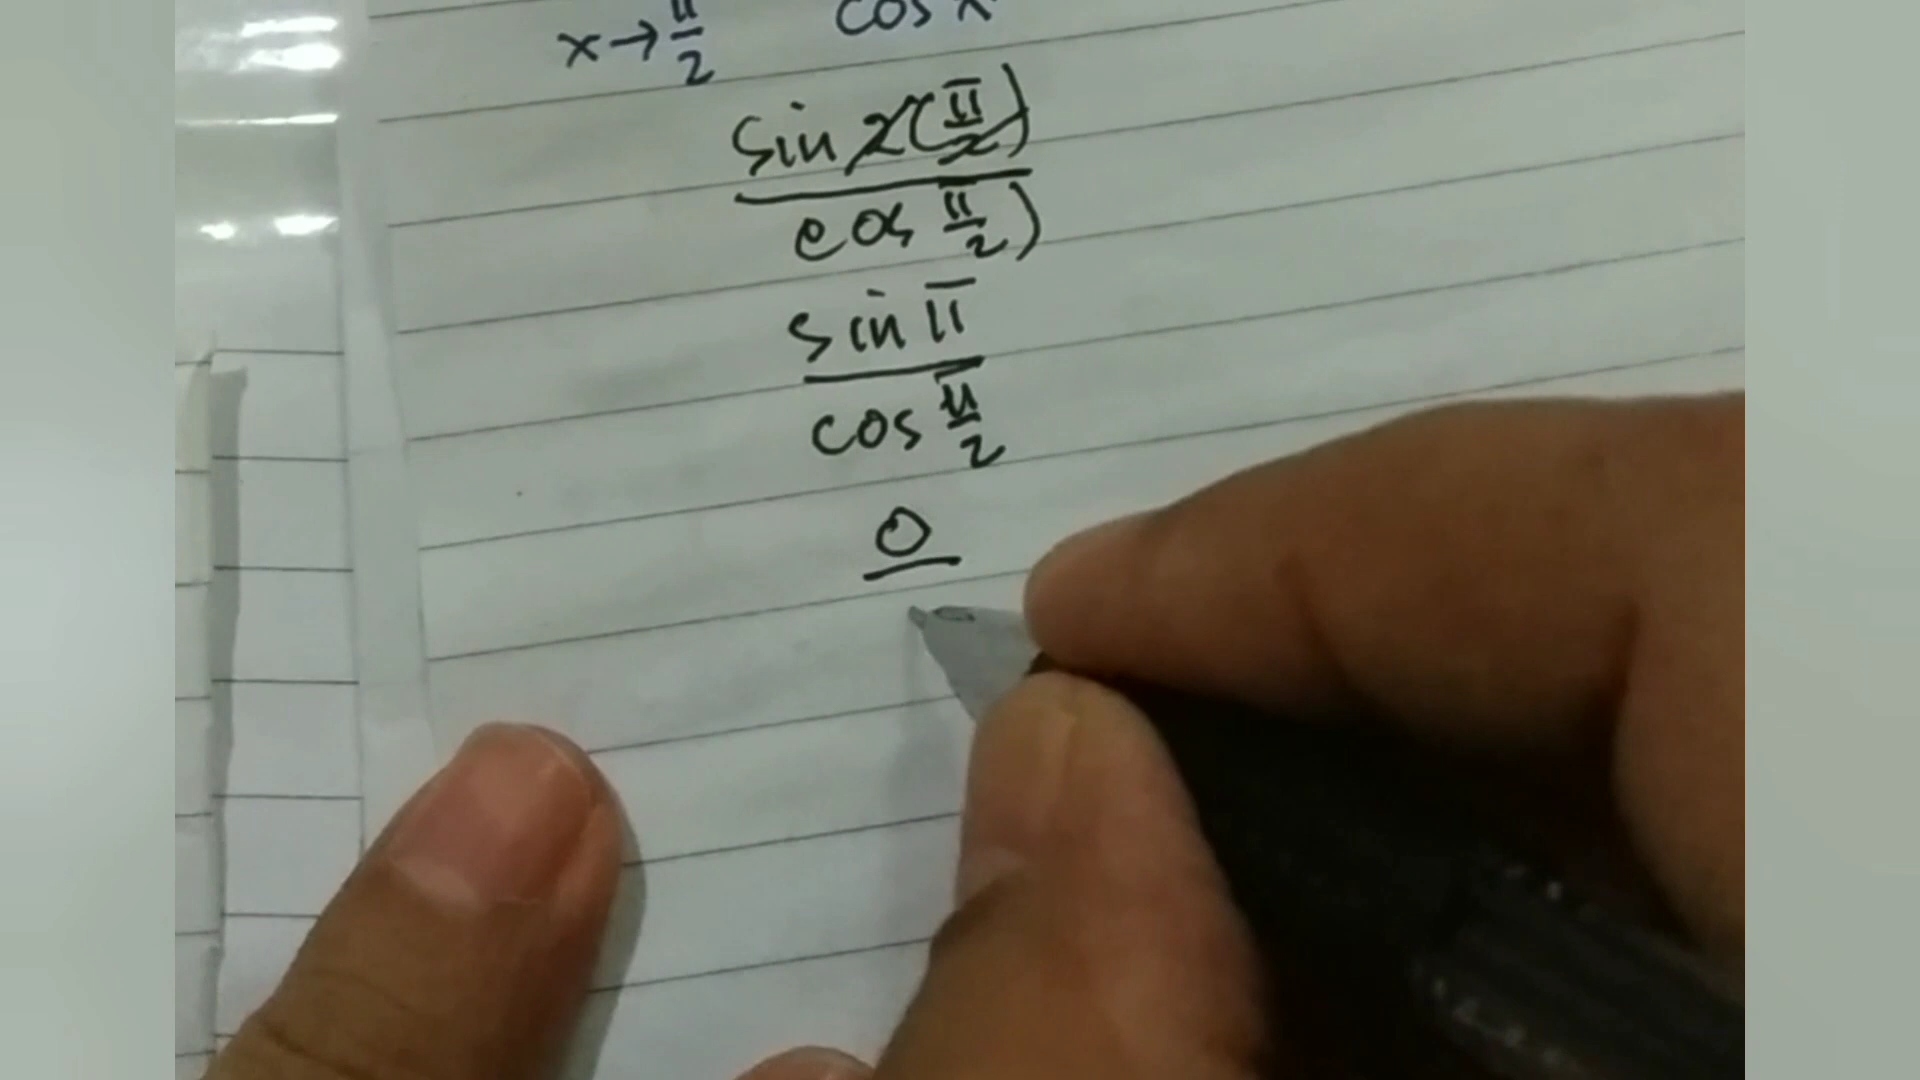 x→π/2 cos x
sin 2(π/2)
cos π/2)
sin π
cos π/2
0